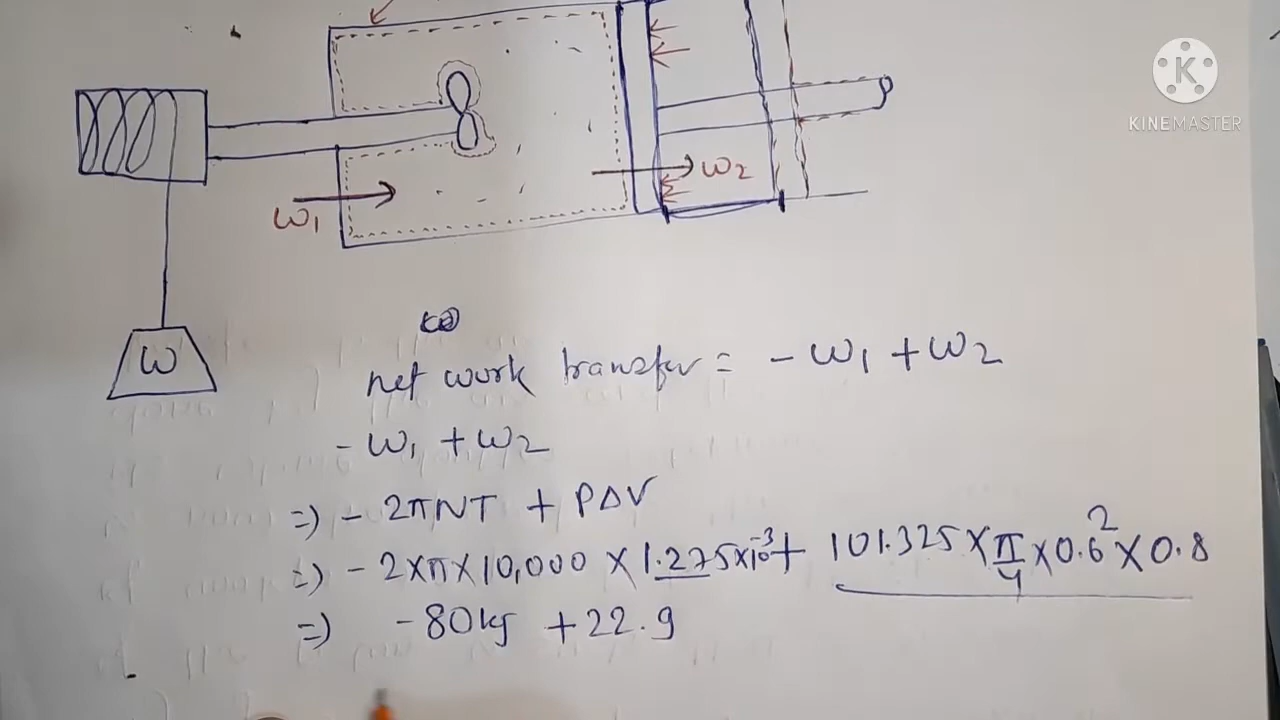 K
KINEMASTER
W2
W1
W
net work transfer = - W1 + W2
- W1 + W2
=) - 2πNT + PΔV
=) - 2×π×10,000 × 1.275×10⁻³ + 101.325 × π/4 × 0.6² × 0.8
=) - 80 kJ + 22.9